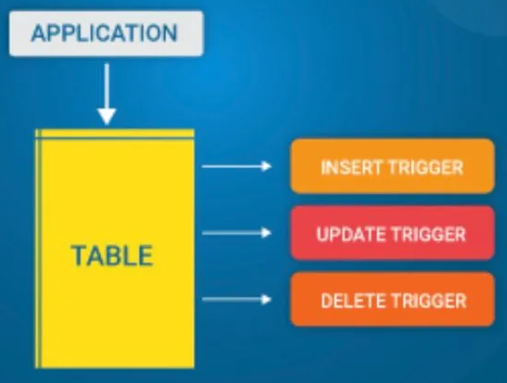 APPLICATION
TABLE
INSERT TRIGGER
UPDATE TRIGGER
DELETE TRIGGER